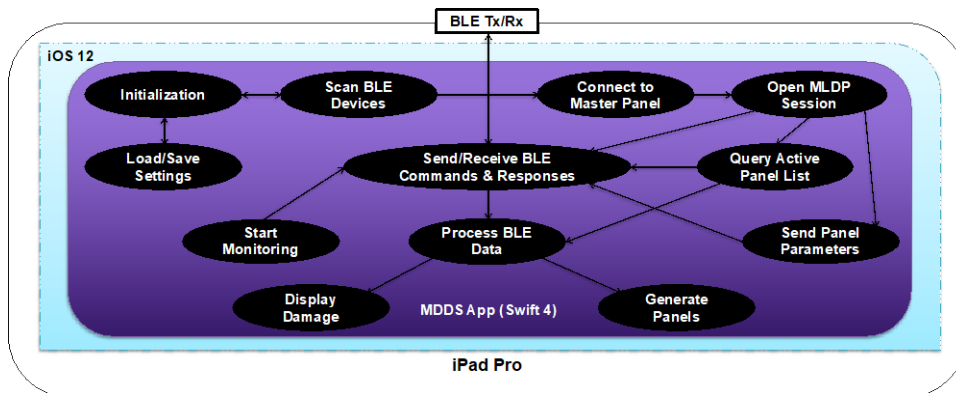 BLE Tx/Rx
iOS 12
Initialization
Scan BLE
Devices
Connect to
Master Panel
Open MLDP
Session
Load/Save
Settings
Send/Receive BLE
Commands & Responses
Query Active
Panel List
Start
Monitoring
Process BLE
Data
Send Panel
Parameters
Display
Damage
MDDS App (Swift 4)
Generate
Panels
iPad Pro